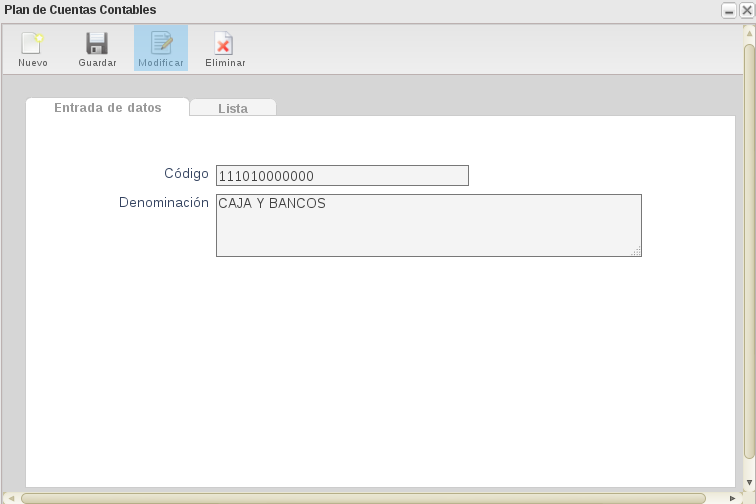 Plan de Cuentas Contables
Nuevo Guardar Modificar Eliminar
Entrada de datos Lista
Código 111010000000
Denominación CAJA Y BANCOS